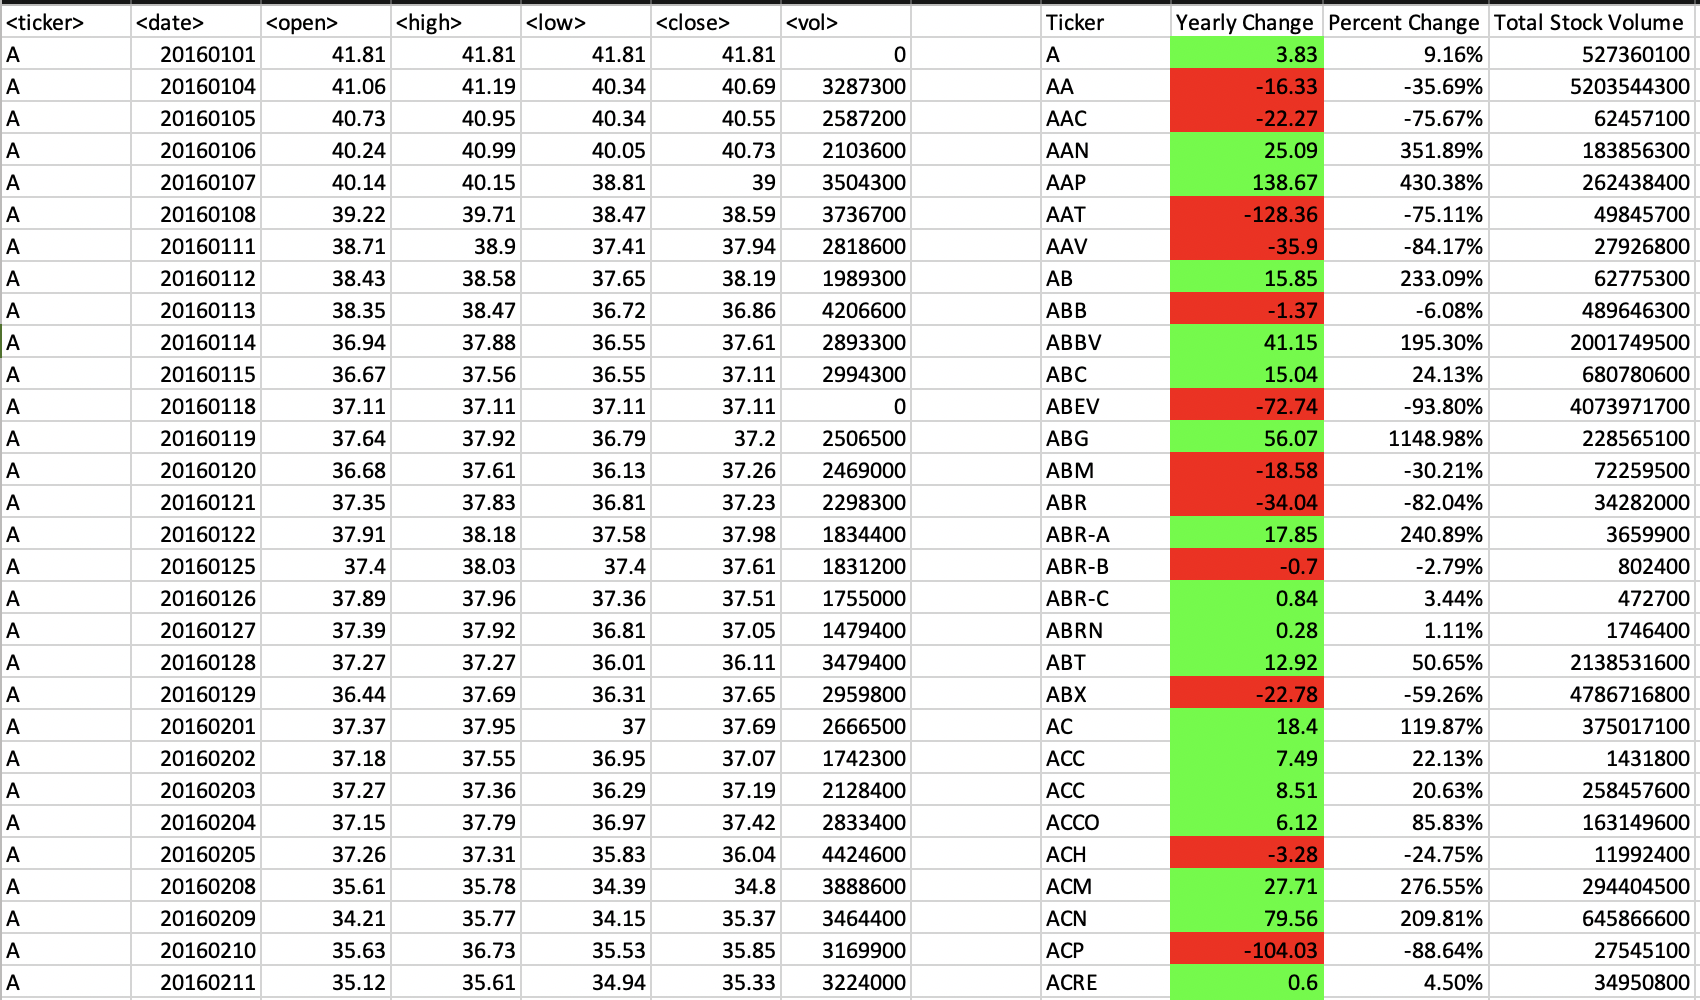 <ticker> <date> <open> <high> <low> <close> <vol> Ticker Yearly Change Percent Change Total Stock Volume
A 20160101 41.81 41.81 41.81 41.81 0 A 3.83 9.16% 527360100
A 20160104 41.06 41.19 40.34 40.69 3287300 AA -16.33 -35.69% 5203544300
A 20160105 40.73 40.95 40.34 40.55 2587200 AAC -22.27 -75.67% 62457100
A 20160106 40.24 40.99 40.05 40.73 2103600 AAN 25.09 351.89% 183856300
A 20160107 40.14 40.15 38.81 39 3504300 AAP 138.67 430.38% 262438400
A 20160108 39.22 39.71 38.47 38.59 3736700 AAT -128.36 -75.11% 49845700
A 20160111 38.71 38.9 37.41 37.94 2818600 AAV -35.9 -84.17% 27926800
A 20160112 38.43 38.58 37.65 38.19 1989300 AB 15.85 233.09% 62775300
A 20160113 38.35 38.47 36.72 36.86 4206600 ABB -1.37 -6.08% 489646300
A 20160114 36.94 37.88 36.55 37.61 2893300 ABBV 41.15 195.30% 2001749500
A 20160115 36.67 37.56 36.55 37.11 2994300 ABC 15.04 24.13% 680780600
A 20160118 37.11 37.11 37.11 37.11 0 ABEV -72.74 -93.80% 4073971700
A 20160119 37.64 37.92 36.79 37.2 2506500 ABG 56.07 1148.98% 228565100
A 20160120 36.68 37.61 36.13 37.26 2469000 ABM -18.58 -30.21% 72259500
A 20160121 37.35 37.83 36.81 37.23 2298300 ABR -34.04 -82.04% 34282000
A 20160122 37.91 38.18 37.58 37.98 1834400 ABR-A 17.85 240.89% 3659900
A 20160125 37.4 38.03 37.4 37.61 1831200 ABR-B -0.7 -2.79% 802400
A 20160126 37.89 37.96 37.36 37.51 1755000 ABR-C 0.84 3.44% 472700
A 20160127 37.39 37.92 36.81 37.05 1479400 ABRN 0.28 1.11% 1746400
A 20160128 37.27 37.27 36.01 36.11 3479400 ABT 12.92 50.65% 2138531600
A 20160129 36.44 37.69 36.31 37.65 2959800 ABX -22.78 -59.26% 4786716800
A 20160201 37.37 37.95 37 37.69 2666500 AC 18.4 119.87% 375017100
A 20160202 37.18 37.55 36.95 37.07 1742300 ACC 7.49 22.13% 1431800
A 20160203 37.27 37.36 36.29 37.19 2128400 ACC 8.51 20.63% 258457600
A 20160204 37.15 37.79 36.97 37.42 2833400 ACCO 6.12 85.83% 163149600
A 20160205 37.26 37.31 35.83 36.04 4424600 ACH -3.28 -24.75% 11992400
A 20160208 35.61 35.78 34.39 34.8 3888600 ACM 27.71 276.55% 294404500
A 20160209 34.21 35.77 34.15 35.37 3464400 ACN 79.56 209.81% 645866600
A 20160210 35.63 36.73 35.53 35.85 3169900 ACP -104.03 -88.64% 27545100
A 20160211 35.12 35.61 34.94 35.33 3224000 ACRE 0.6 4.50% 34950800